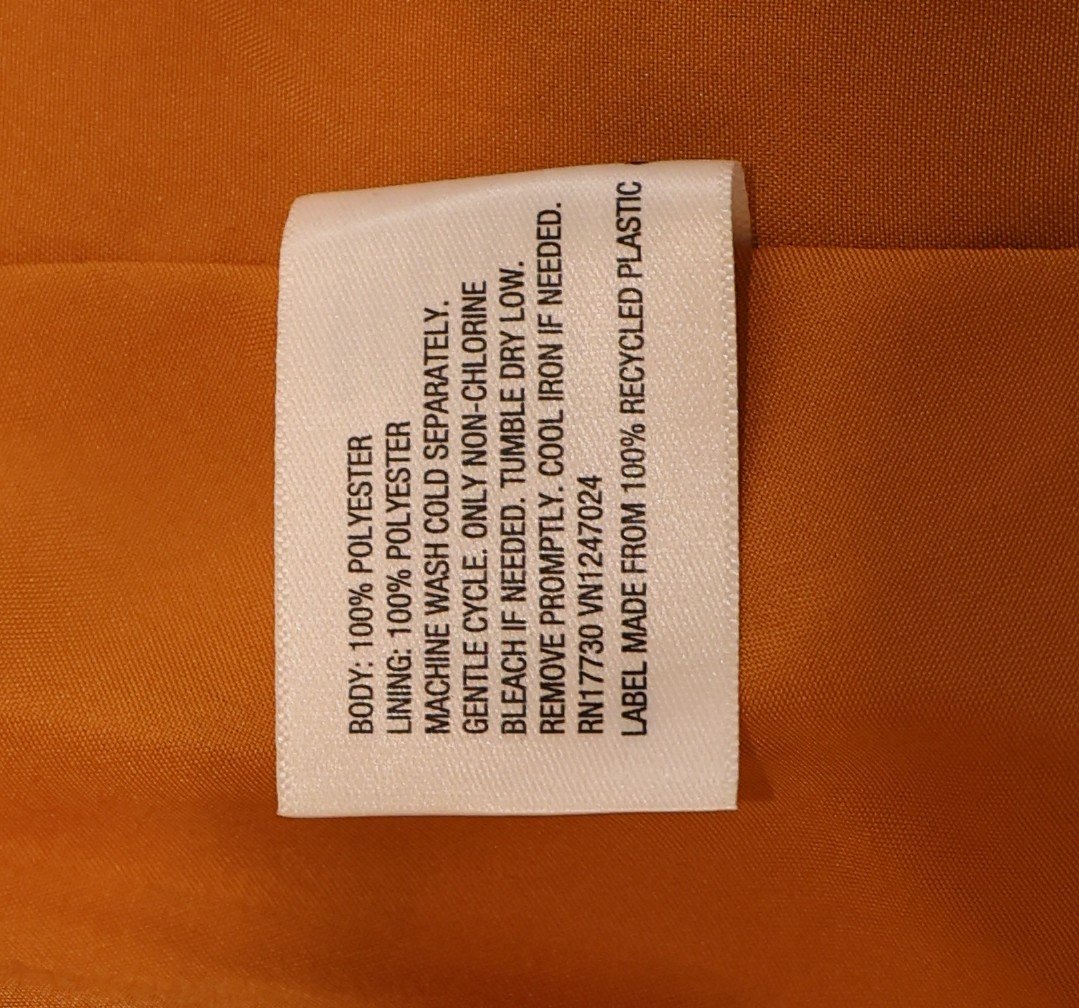 BODY: 100% POLYESTER
LINING: 100% POLYESTER
MACHINE WASH COLD SEPARATELY.
GENTLE CYCLE. ONLY NON-CHLORINE
BLEACH IF NEEDED. TUMBLE DRY LOW.
REMOVE PROMPTLY. COOL IRON IF NEEDED.
RN17730 VN1247024
LABEL MADE FROM 100% RECYCLED PLASTIC